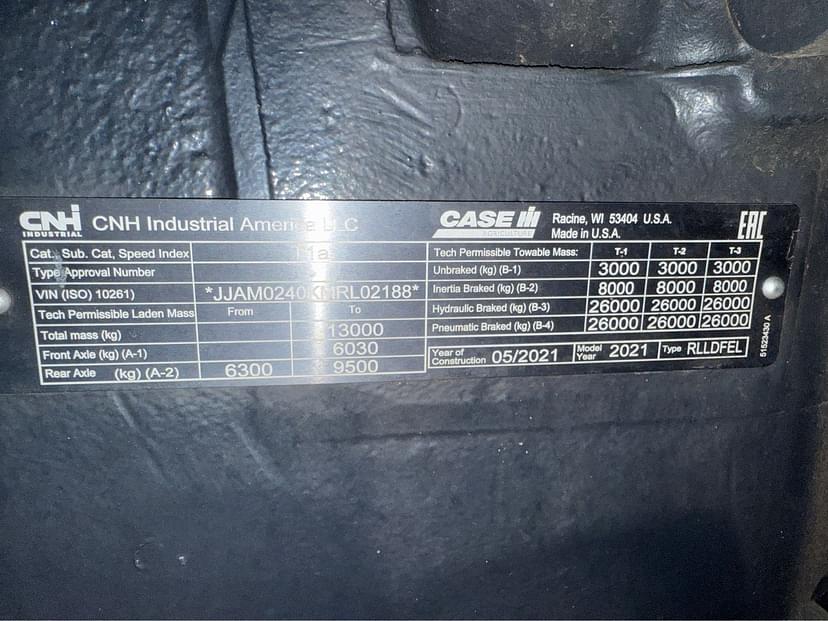 CNH
INDUSTRIAL
CNH Industrial America LLC
CASE IH
AGRICULTURE
Racine, WI 53404 U.S.A.
Made in U.S.A.
EAC
Cat., Sub. Cat, Speed Index
Type Approval Number
VIN (ISO) 10261) *JJAM0240KMRL02188*
Tech Permissible Laden Mass From To
Total mass (kg) 13000
Front Axle (kg) (A-1) 6030
Rear Axle (kg) (A-2) 6300 9500
Tech Permissible Towable Mass: T-1 T-2 T-3
Unbraked (kg) (B-1) 3000 3000 3000
Inertia Braked (kg) (B-2) 8000 8000 8000
Hydraulic Braked (kg) (B-3) 26000 26000 26000
Pneumatic Braked (kg) (B-4) 26000 26000 26000
Year of Construction 05/2021 Model Year 2021 Type RLLDFEL
51523430 A